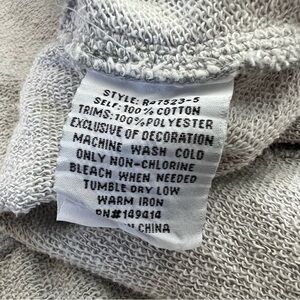 STYLE: R47523-5
SELF: 100% COTTON
TRIMS: 100% POLYESTER
EXCLUSIVE OF DECORATION
MACHINE WASH COLD
ONLY NON-CHLORINE
BLEACH WHEN NEEDED
TUMBLE DRY LOW
WARM IRON
RN#149414
CHINA